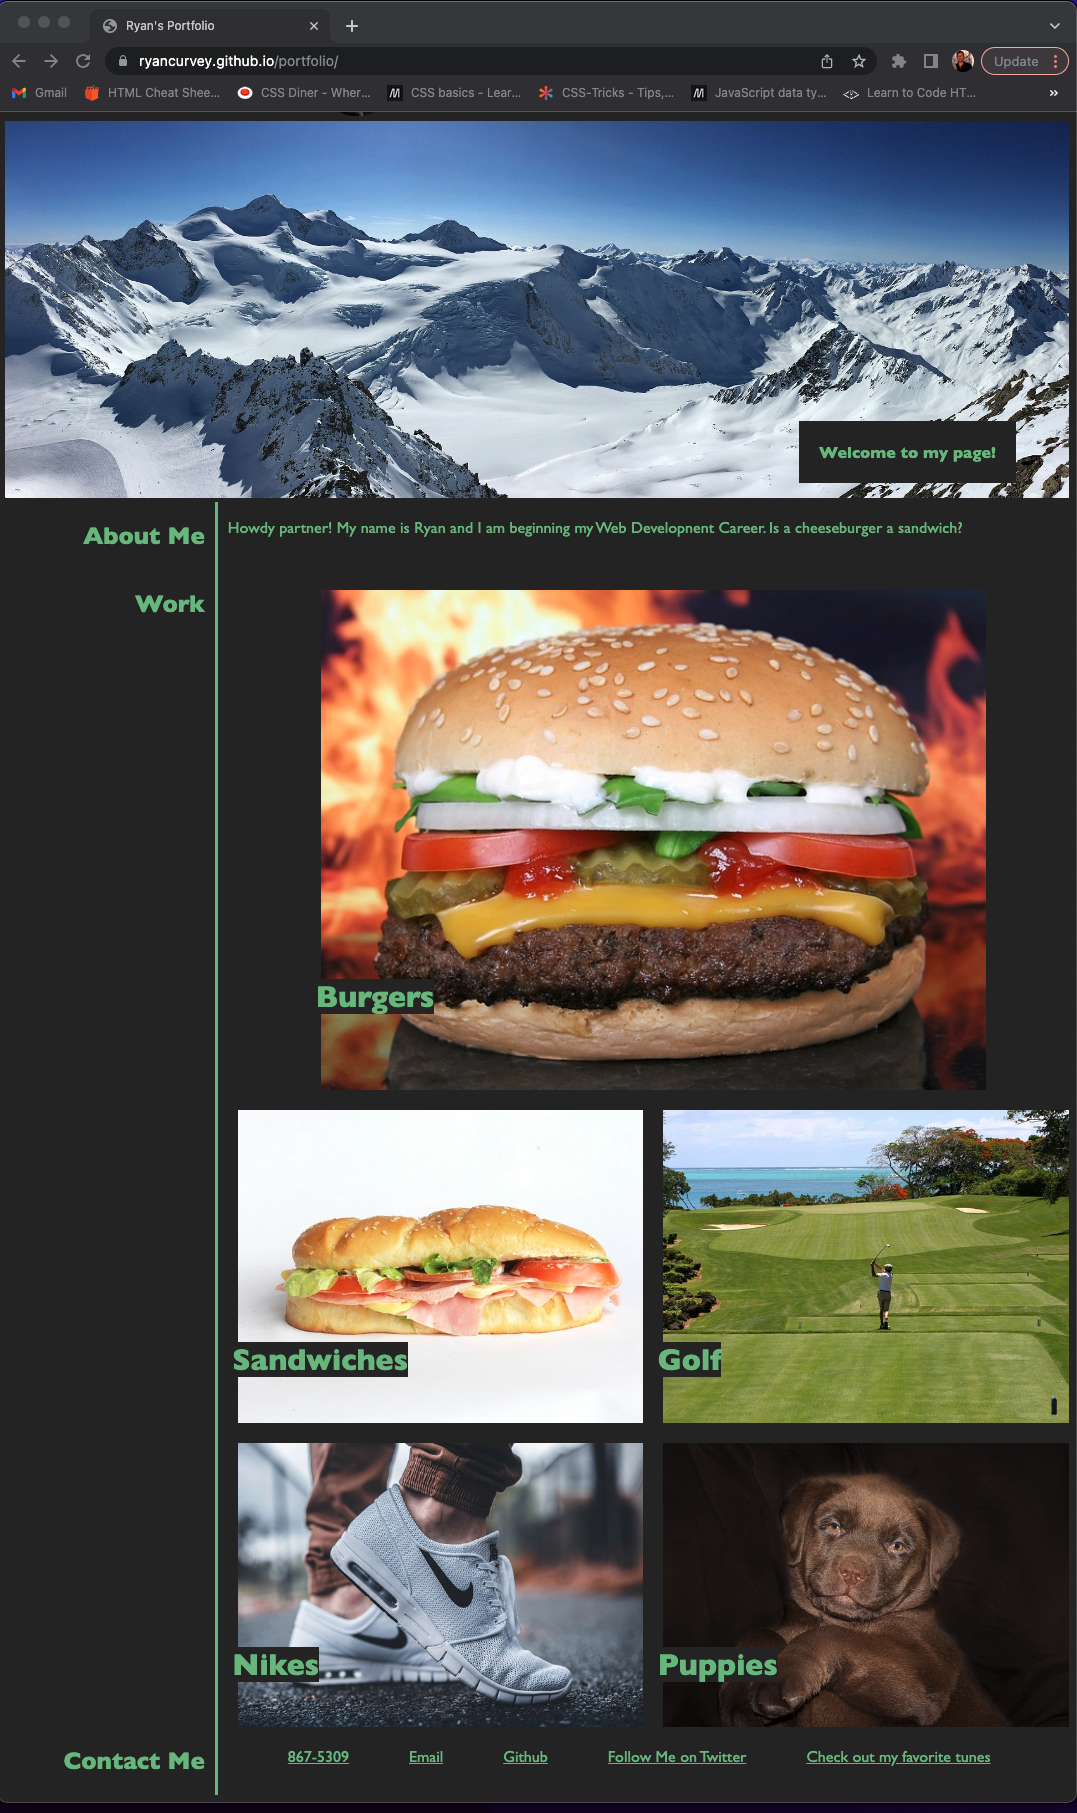 Ryan's Portfolio
ryancurvey.github.io/portfolio/
Update
Gmail
HTML Cheat Shee...
CSS Diner - Wher...
CSS basics - Lear...
CSS-Tricks - Tips,...
JavaScript data ty...
Learn to Code HT...
»
Welcome to my page!
About Me
Howdy partner! My name is Ryan and I am beginning my Web Developnent Career. Is a cheeseburger a sandwich?
Work
Burgers
Sandwiches
Golf
Nikes
Puppies
Contact Me
867-5309
Email
Github
Follow Me on Twitter
Check out my favorite tunes